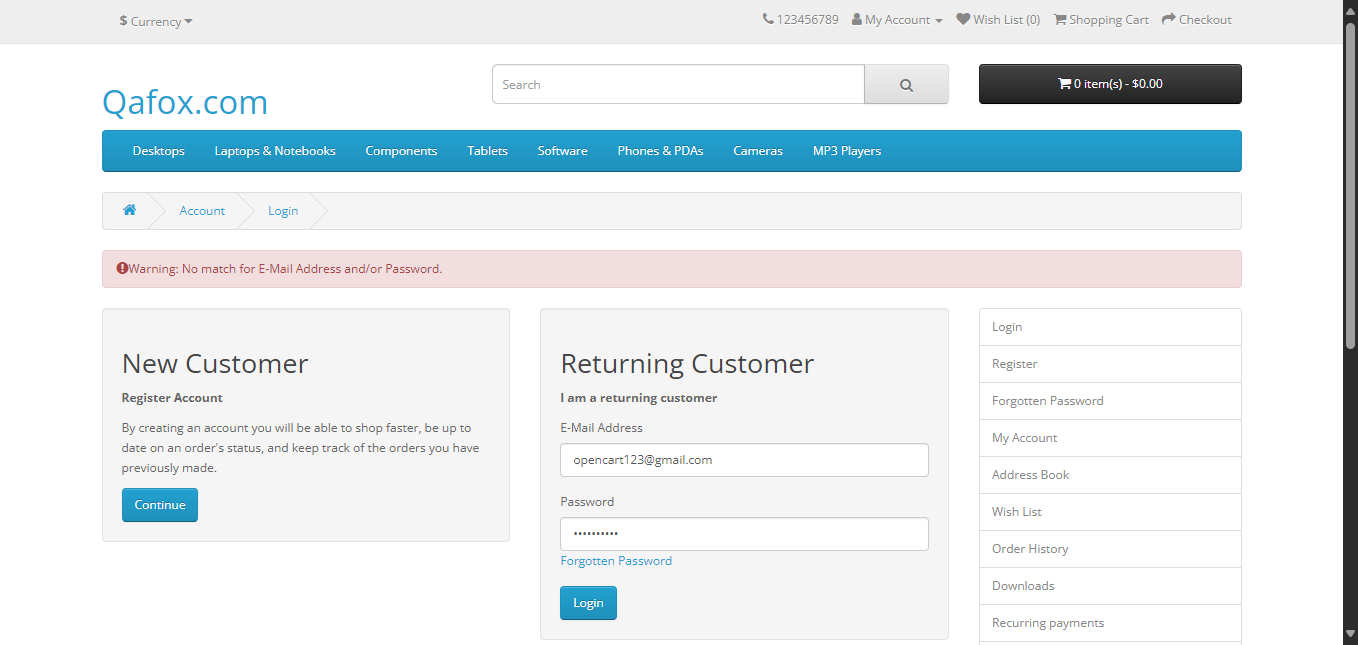 $ Currency
123456789 My Account Wish List (0) Shopping Cart Checkout
Qafox.com
Search
0 item(s) - $0.00
Desktops Laptops & Notebooks Components Tablets Software Phones & PDAs Cameras MP3 Players
Account Login
Warning: No match for E-Mail Address and/or Password.
New Customer
Register Account
By creating an account you will be able to shop faster, be up to
date on an order's status, and keep track of the orders you have
previously made.
Continue
Returning Customer
I am a returning customer
E-Mail Address
opencart123@gmail.com
Password
••••••••••
Forgotten Password
Login
Login
Register
Forgotten Password
My Account
Address Book
Wish List
Order History
Downloads
Recurring payments